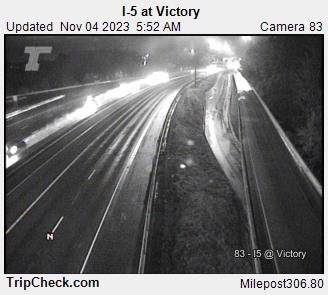 I-5 at Victory
Updated Nov 04 2023 5:52 AM Camera 83
T
N
83 - I5 @ Victory
TripCheck.com Milepost306.80